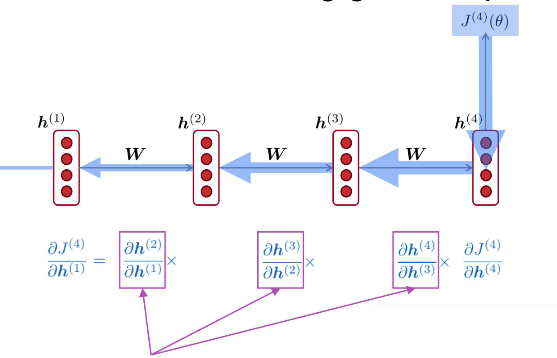 J⁽⁴⁾(θ)
h⁽¹⁾ h⁽²⁾ h⁽³⁾ h⁽⁴⁾
W W W
∂J⁽⁴⁾/∂h⁽¹⁾ = ∂h⁽²⁾/∂h⁽¹⁾ × ∂h⁽³⁾/∂h⁽²⁾ × ∂h⁽⁴⁾/∂h⁽³⁾ × ∂J⁽⁴⁾/∂h⁽⁴⁾